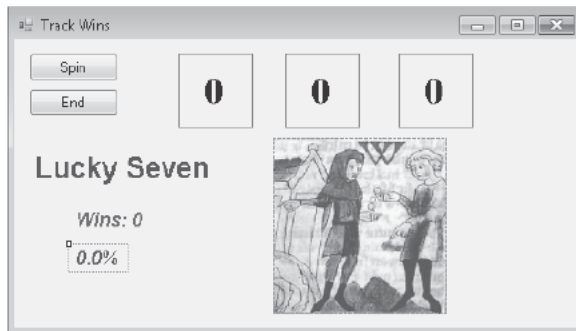 Track Wins
Spin
End
0 0 0
Lucky Seven
Wins: 0
0.0%
W